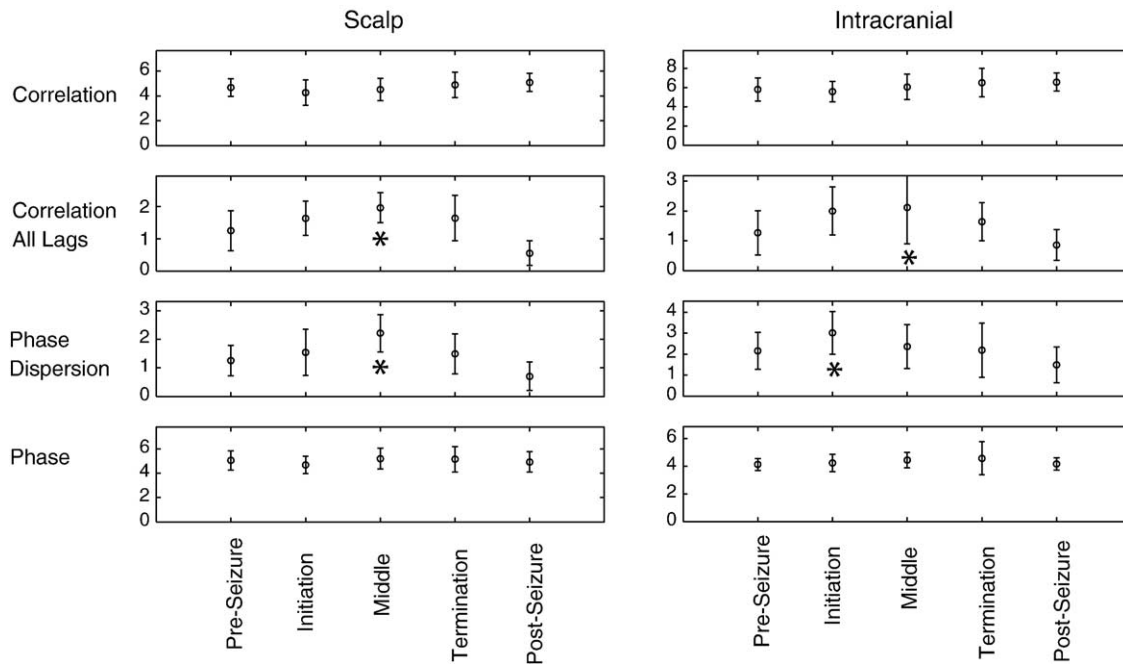 Scalp
Intracranial
Correlation
6
4
2
0
8
6
4
2
0
Correlation
All Lags
2
1
0
*
3
2
1
0
*
Phase
Dispersion
3
2
1
0
*
4
3
2
1
0
*
Phase
6
4
2
0
6
4
2
0
Pre-Seizure
Initiation
Middle
Termination
Post-Seizure
Pre-Seizure
Initiation
Middle
Termination
Post-Seizure